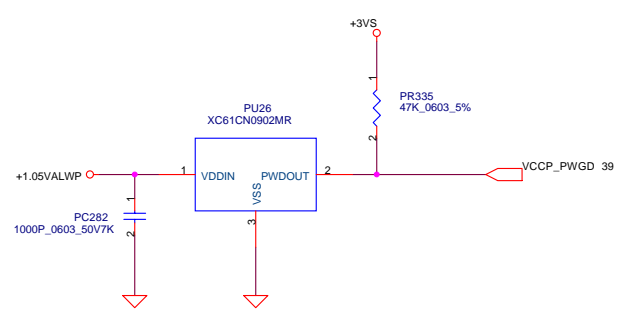 +3VS
1
PR335
47K_0603_5%
2
PU26
XC61CN0902MR
+1.05VALWP
1
VDDIN
PWDOUT
2
VCCP_PWGD 39
VSS
3
1
PC282
1000P_0603_50V7K
2